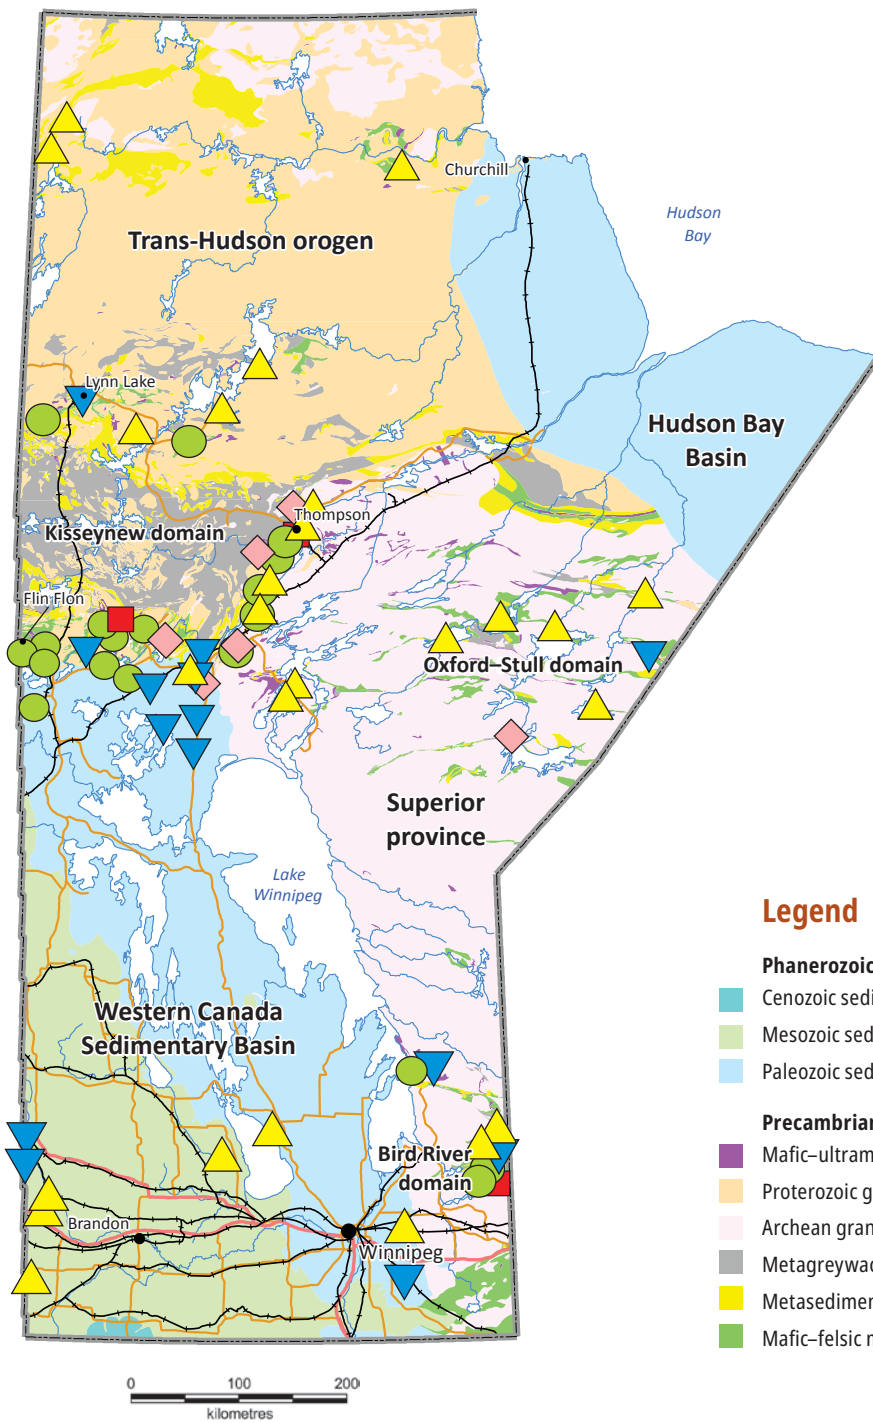 Churchill
Hudson
Bay
Trans-Hudson orogen
Lynn Lake
Hudson Bay
Basin
Thompson
Kisseynew domain
Flin Flon
Oxford–Stull domain
Superior
province
Lake
Winnipeg
Legend
Phanerozoic
Cenozoic sedi
Mesozoic sed
Paleozoic sed
Western Canada
Sedimentary Basin
Precambrian
Mafic–ultram
Proterozoic g
Archean gran
Metagreywac
Metasedimen
Mafic–felsic m
Bird River
domain
Brandon
Winnipeg
0 100 200
kilometres